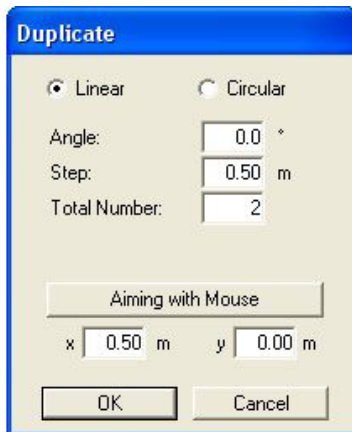 Duplicate
Linear Circular
Angle: 0.0 °
Step: 0.50 m
Total Number: 2
Aiming with Mouse
x 0.50 m y 0.00 m
OK Cancel